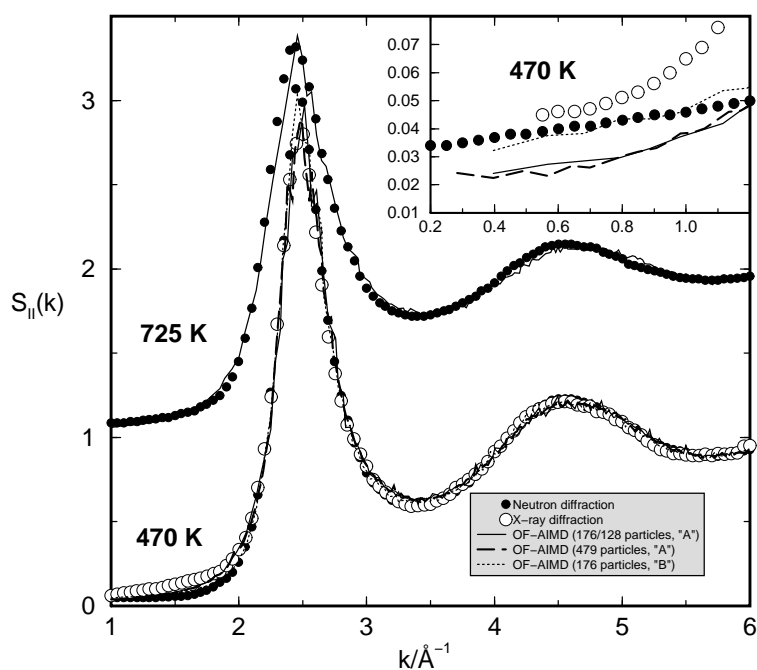 0.07
0.06
0.05
0.04
0.03
0.02
0.01
0.2 0.4 0.6 0.8 1.0
470 K
3
2
1
0
S_II(k)
725 K
470 K
Neutron diffraction
X−ray diffraction
OF−AIMD (176/128 particles, "A")
OF−AIMD (479 particles, "A")
OF−AIMD (176 particles, "B")
1 2 3 4 5 6
k/Å⁻¹